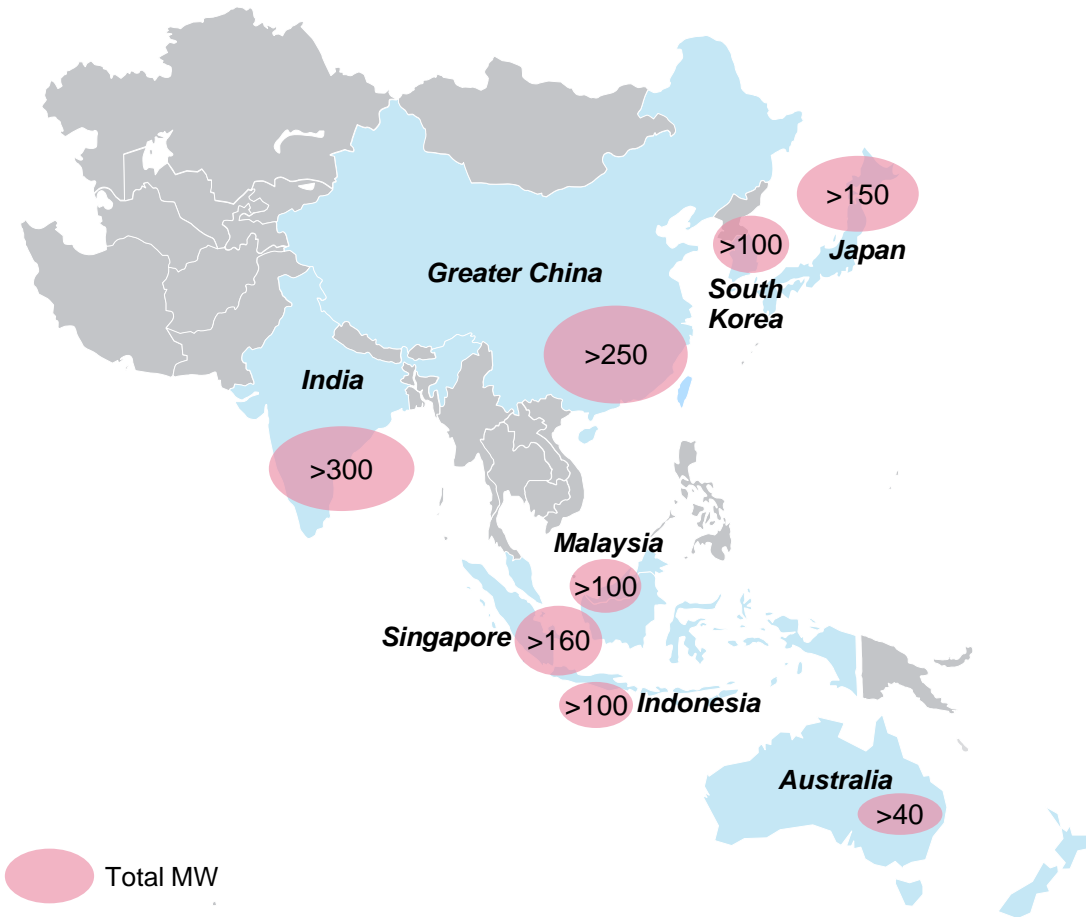 >150
Japan
>100
South
Korea
Greater China
>250
India
>300
Malaysia
>100
Singapore
>160
>100
Indonesia
Australia
>40
Total MW